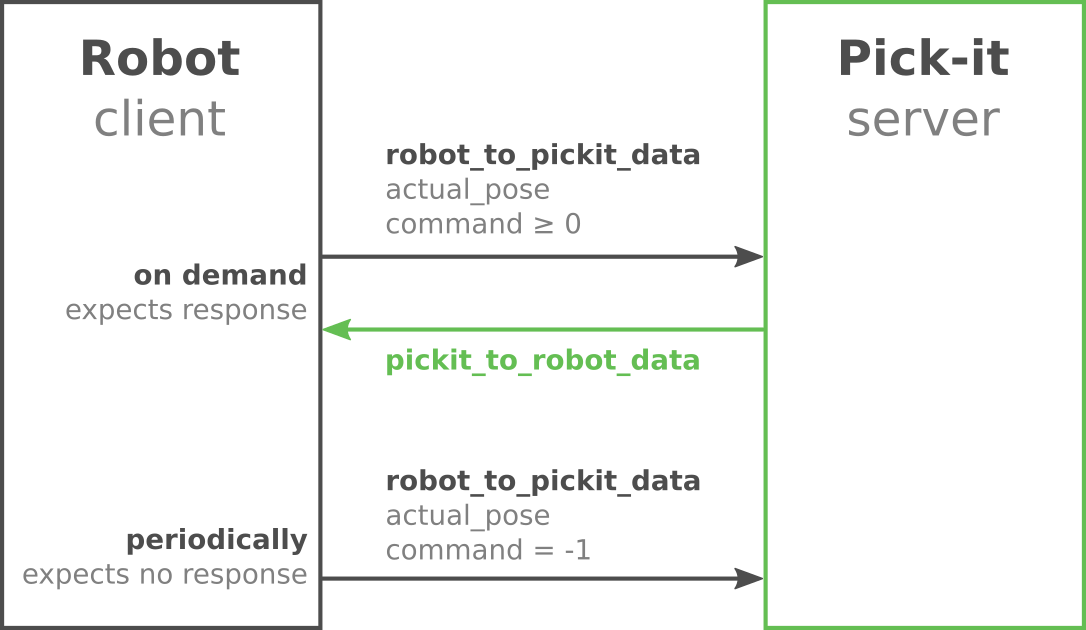 Robot
client
Pick-it
server
robot_to_pickit_data
actual_pose
command ≥ 0
on demand
expects response
pickit_to_robot_data
robot_to_pickit_data
actual_pose
command = -1
periodically
expects no response